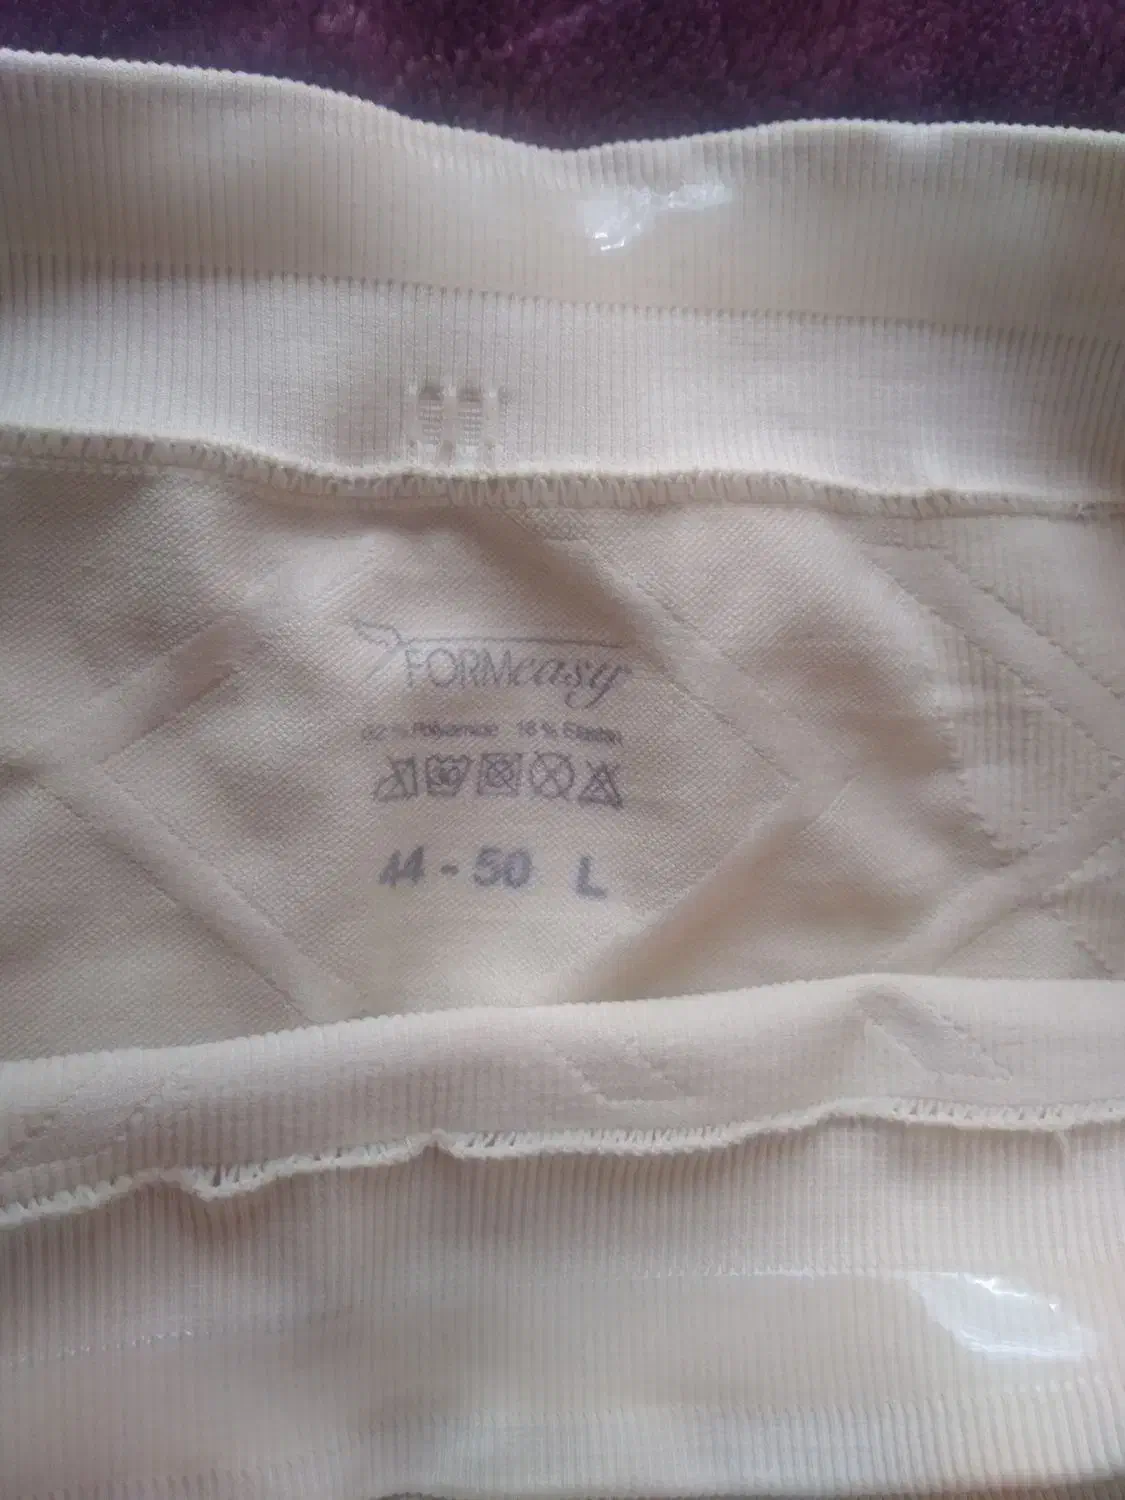 FORMeasy
82 % Polyamide 18 % Elastan
44 - 50 L